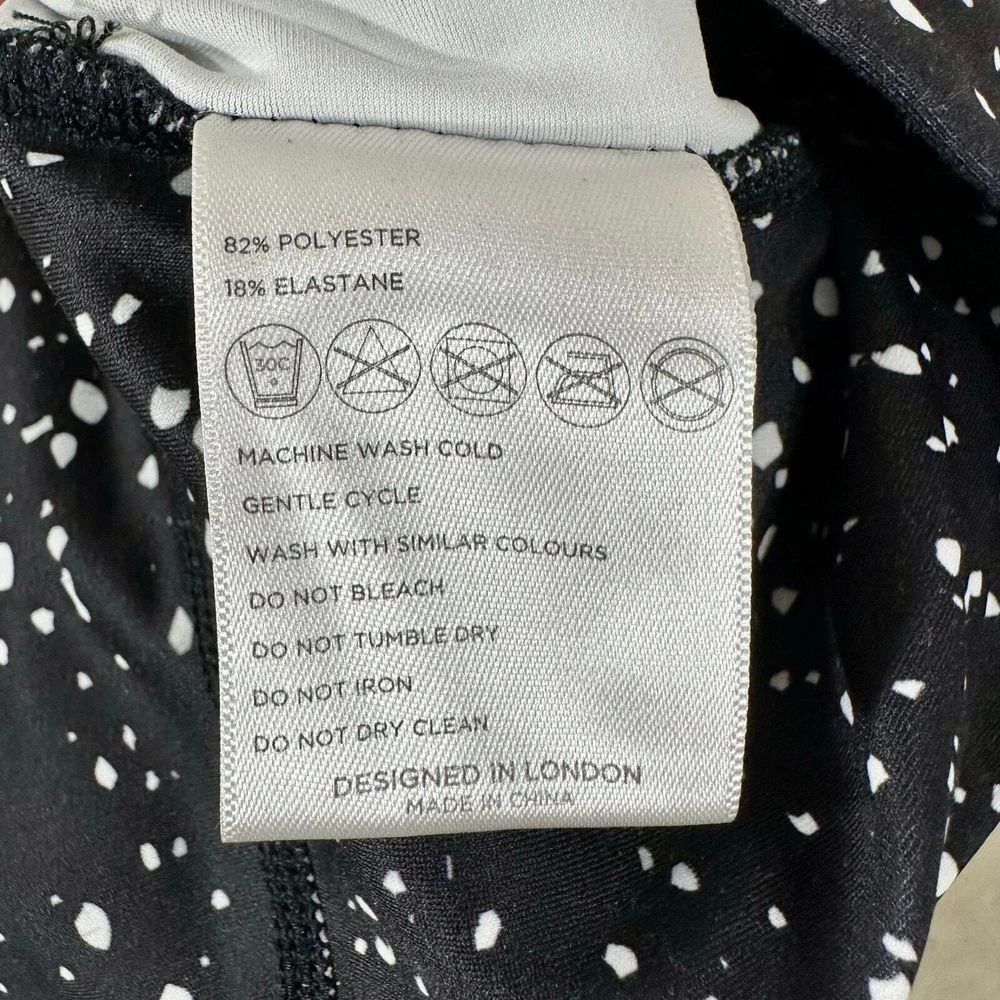 82% POLYESTER
18% ELASTANE
30C
MACHINE WASH COLD
GENTLE CYCLE
WASH WITH SIMILAR COLOURS
DO NOT BLEACH
DO NOT TUMBLE DRY
DO NOT IRON
DO NOT DRY CLEAN
DESIGNED IN LONDON
MADE IN CHINA